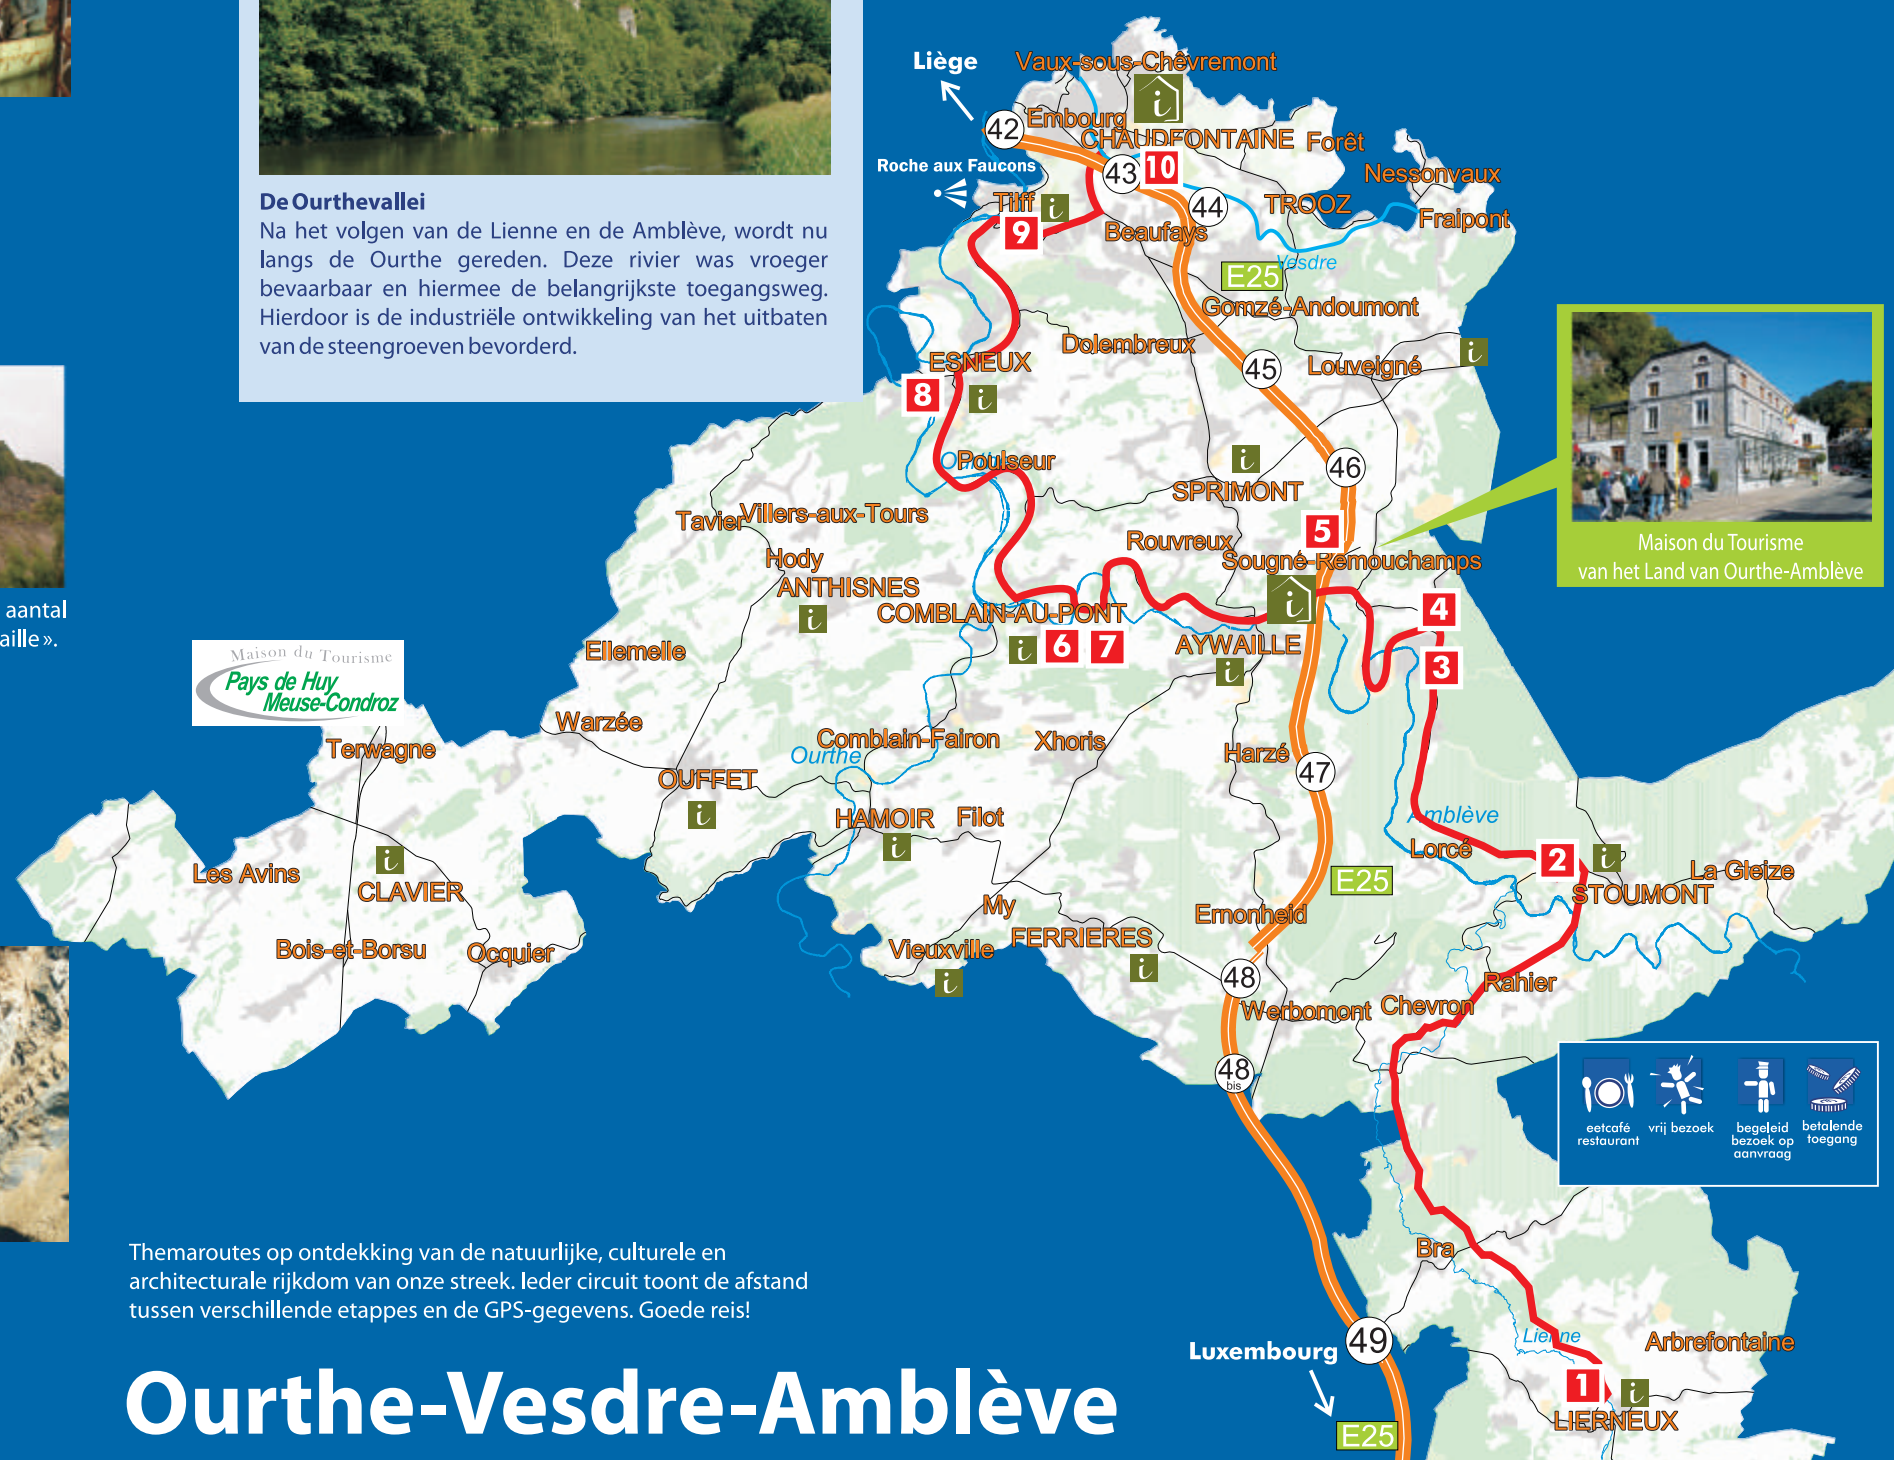 De Ourthevallei
Na het volgen van de Lienne en de Amblève, wordt nu
langs de Ourthe gereden. Deze rivier was vroeger
bevaarbaar en hiermee de belangrijkste toegangsweg.
Hierdoor is de industriële ontwikkeling van het uitbaten
van de steengroeven bevorderd.
aantal
aille ».
Liège
Vaux-sous-Chèvremont
i
42
Embourg
CHAUDFONTAINE
Forêt
Roche aux Faucons
43
10
Nessonvaux
Tilff
i
44
TROOZ
Fraipont
9
Beaufays
Vesdre
E25
Gomzé-Andoumont
Dolembreux
ESNEUX
45
Louveigné
i
8
i
Poulseur
i
46
SPRIMONT
Tavier
Villers-aux-Tours
5
Rouvreux
Hody
Sougné-Remouchamps
Maison du Tourisme
van het Land van Ourthe-Amblève
ANTHISNES
i
COMBLAIN-AU-PONT
i
4
i
6
7
AYWAILLE
i
3
Maison du Tourisme
Pays de Huy
Meuse-Condroz
Ellemelle
Warzée
Terwagne
Comblain-Fairon
Ourthe
Xhoris
Harzé
47
OUFFET
i
HAMOIR
i
Filot
Amblève
Lorcé
2
i
La Gleize
STOUMONT
E25
Les Avins
i
CLAVIER
My
Ernonheid
Bois-et-Borsu
Ocquier
Vieuxville
i
FERRIERES
i
48
Rahier
Werbomont
Chevron
48
bis
eetcafé
restaurant
vrij bezoek
begeleid
bezoek op
aanvraag
betalende
toegang
Bra
Themaroutes op ontdekking van de natuurlijke, culturele en
architecturale rijkdom van onze streek. Ieder circuit toont de afstand
tussen verschillende etappes en de GPS-gegevens. Goede reis!
Lienne
Arbrefontaine
Luxembourg
49
1
i
LIERNEUX
E25
Ourthe-Vesdre-Amblève